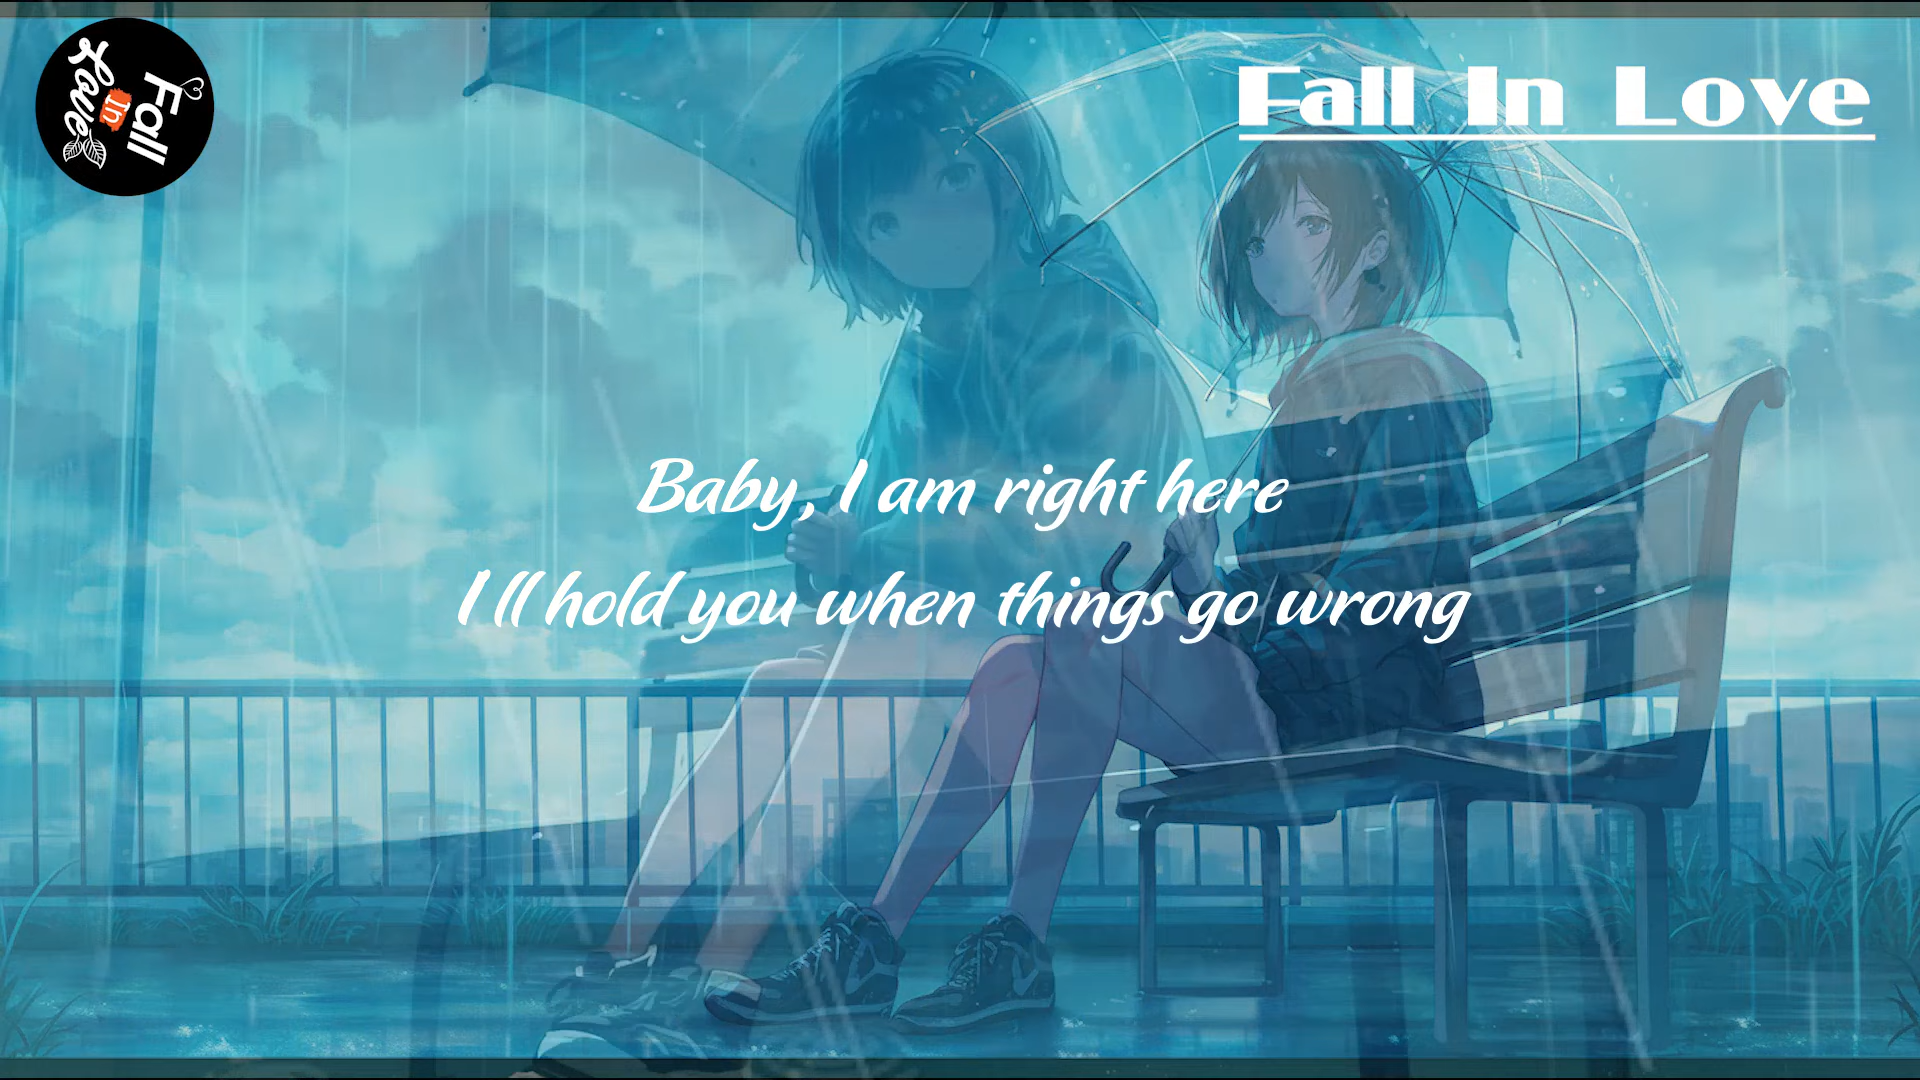 Fall
In
Love
Fall In Love
Baby, I am right here
I ll hold you when things go wrong